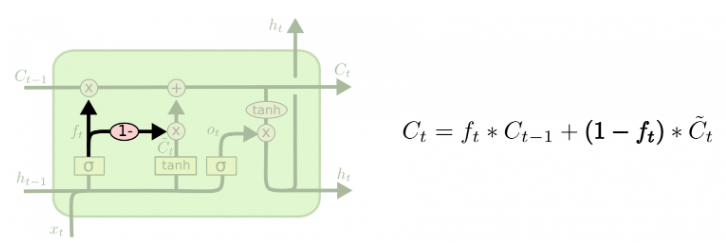 h_t
C_{t-1} x + C_t
tanh
f_t 1- x o_t x
C̃_t
σ tanh σ
h_{t-1} h_t
x_t
C_t = f_t * C_{t-1} + (1 − f_t) * C̃_t